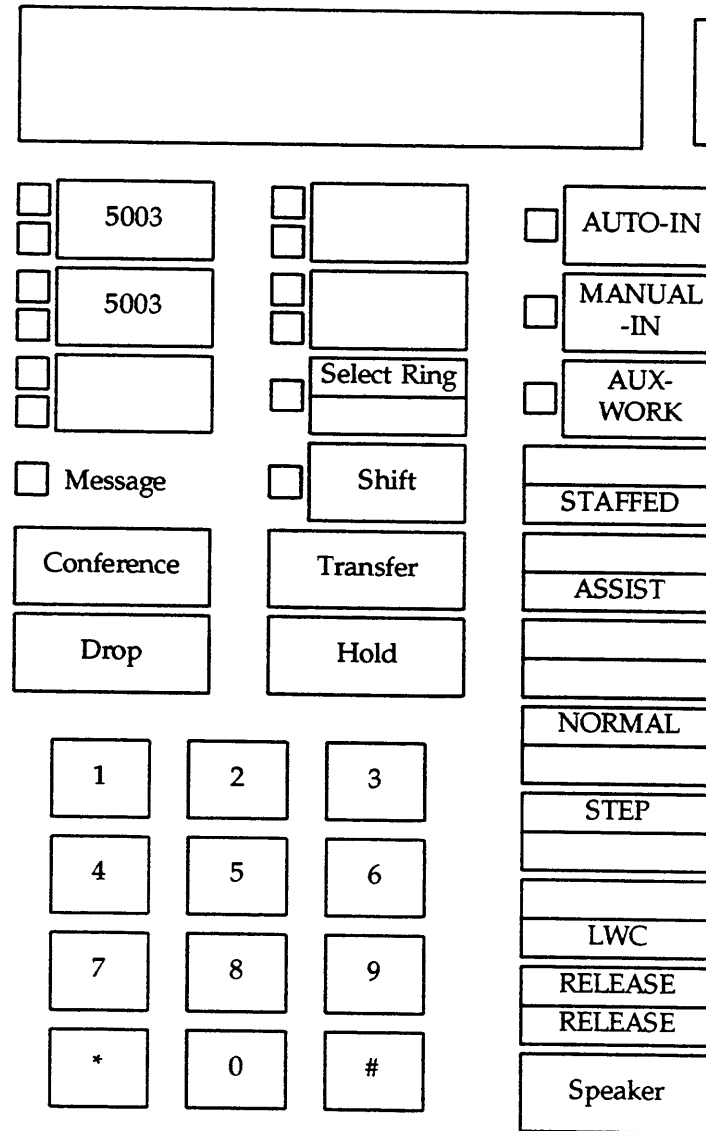 5003
AUTO-IN
5003
MANUAL
-IN
Select Ring
AUX-
WORK
Message
Shift
STAFFED
Conference
Transfer
ASSIST
Drop
Hold
NORMAL
1 2 3
STEP
4 5 6
LWC
7 8 9
RELEASE
RELEASE
* 0 #
Speaker